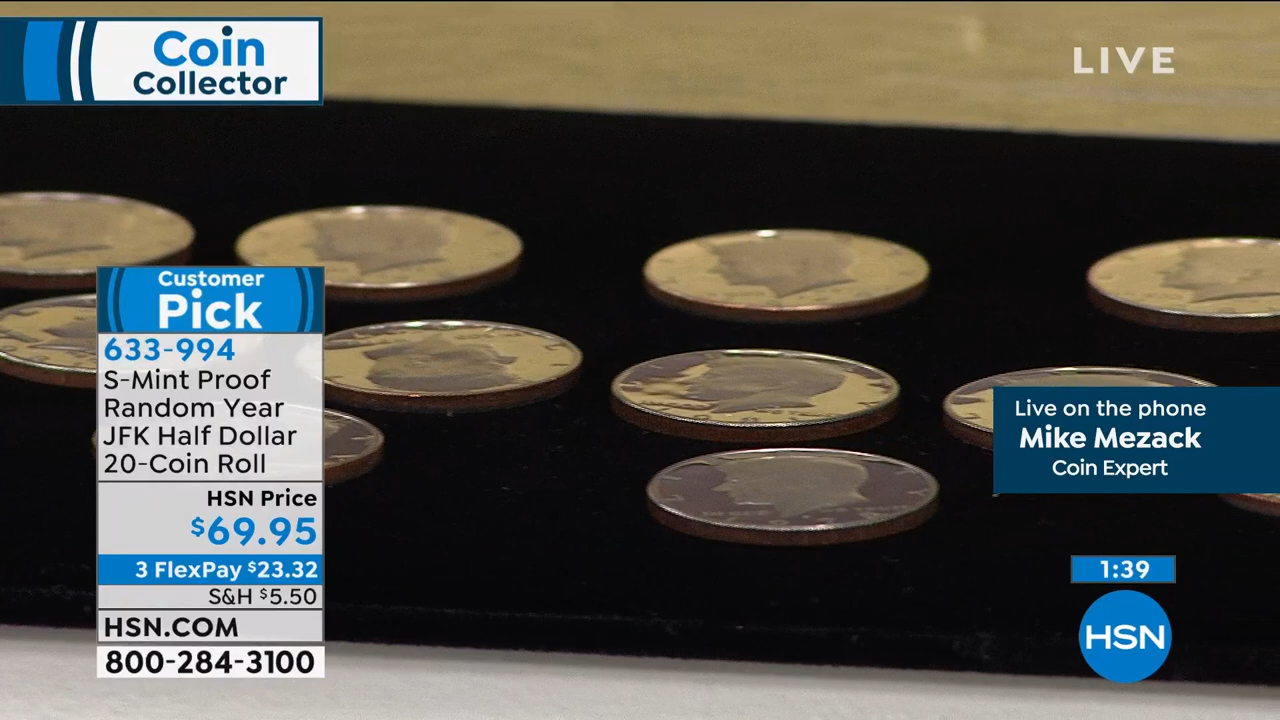 Coin
Collector
LIVE
Customer
Pick
633-994
S-Mint Proof
Random Year
JFK Half Dollar
20-Coin Roll
HSN Price
$69.95
3 FlexPay $23.32
S&H $5.50
HSN.COM
800-284-3100
Live on the phone
Mike Mezack
Coin Expert
1:39
HSN